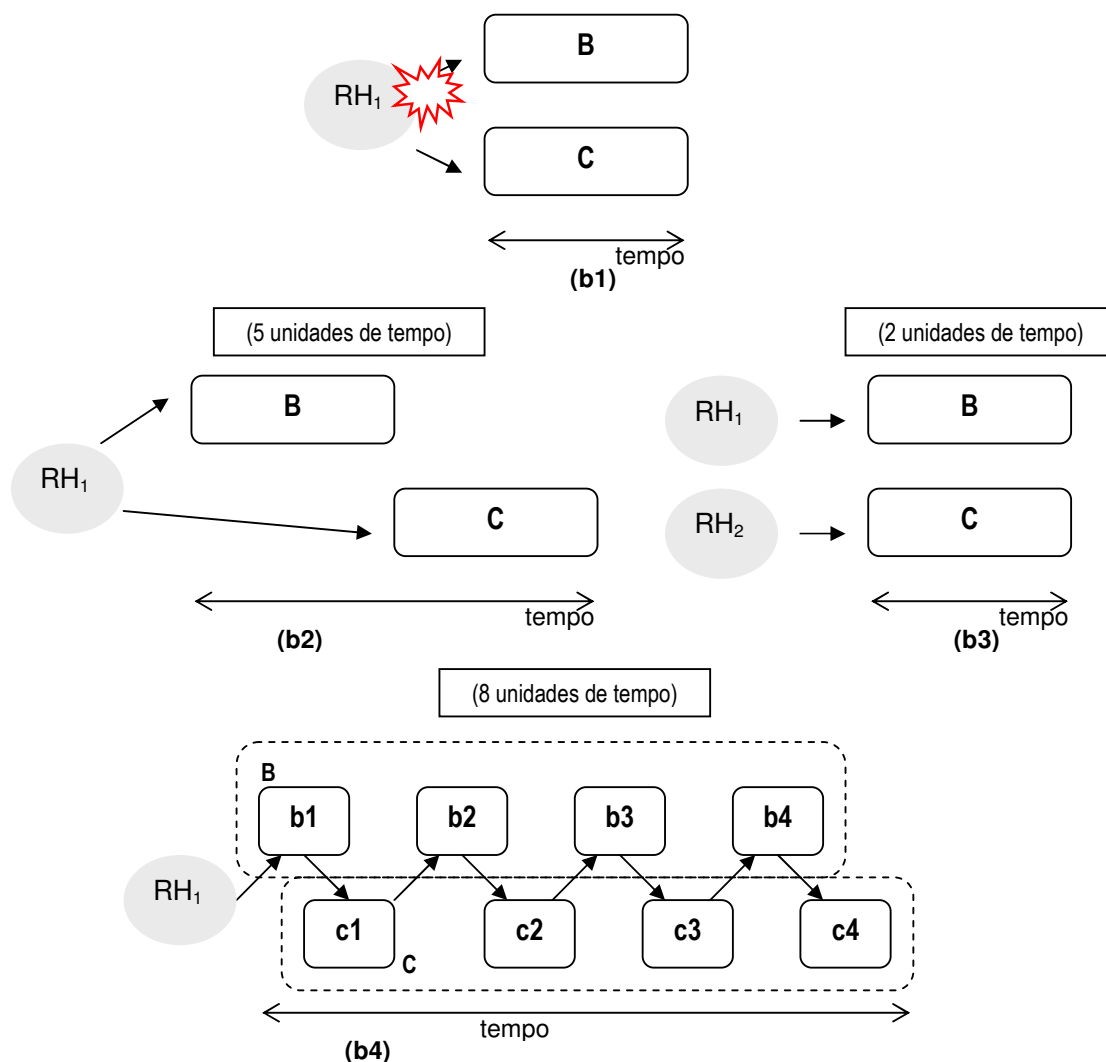 B
RH₁
C
tempo
(b1)
(5 unidades de tempo)
(2 unidades de tempo)
B
RH₁
C
tempo
(b2)
RH₁
B
RH₂
C
tempo
(b3)
(8 unidades de tempo)
B
b1 b2 b3 b4
RH₁
c1 c2 c3 c4
C
tempo
(b4)